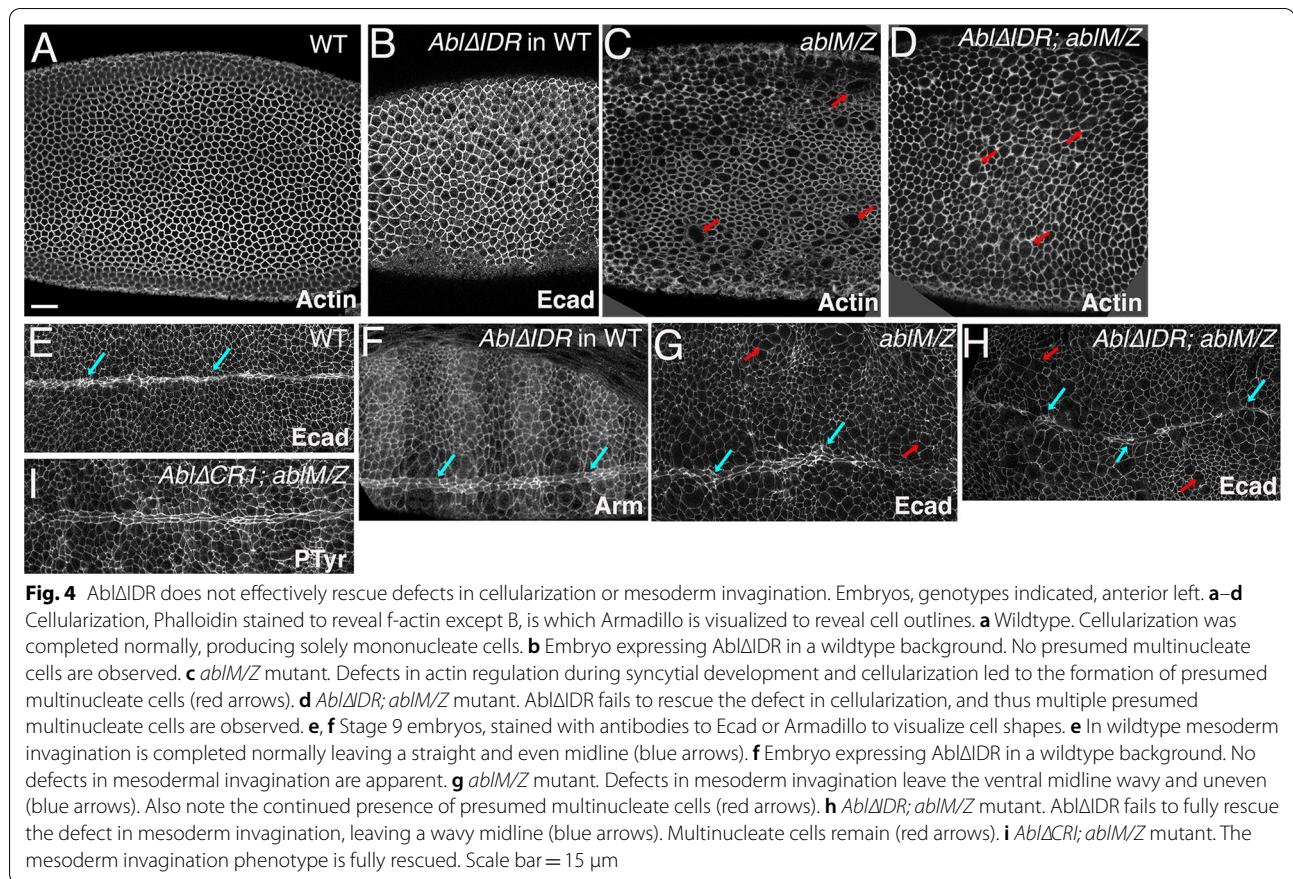 A WT
Actin
B AblΔIDR in WT
Ecad
C ablM/Z
Actin
D AblΔIDR; ablM/Z
Actin
E WT
Ecad
F AblΔIDR in WT
Arm
G ablM/Z
Ecad
H AblΔIDR; ablM/Z
Ecad
I AblΔCR1; ablM/Z
PTyr
Fig. 4 AblΔIDR does not effectively rescue defects in cellularization or mesoderm invagination. Embryos, genotypes indicated, anterior left. a–d
Cellularization, Phalloidin stained to reveal f-actin except B, is which Armadillo is visualized to reveal cell outlines. a Wildtype. Cellularization was
completed normally, producing solely mononucleate cells. b Embryo expressing AblΔIDR in a wildtype background. No presumed multinucleate
cells are observed. c ablM/Z mutant. Defects in actin regulation during syncytial development and cellularization led to the formation of presumed
multinucleate cells (red arrows). d AblΔIDR; ablM/Z mutant. AblΔIDR fails to rescue the defect in cellularization, and thus multiple presumed
multinucleate cells are observed. e, f Stage 9 embryos, stained with antibodies to Ecad or Armadillo to visualize cell shapes. e In wildtype mesoderm
invagination is completed normally leaving a straight and even midline (blue arrows). f Embryo expressing AblΔIDR in a wildtype background. No
defects in mesodermal invagination are apparent. g ablM/Z mutant. Defects in mesoderm invagination leave the ventral midline wavy and uneven
(blue arrows). Also note the continued presence of presumed multinucleate cells (red arrows). h AblΔIDR; ablM/Z mutant. AblΔIDR fails to fully rescue
the defect in mesoderm invagination, leaving a wavy midline (blue arrows). Multinucleate cells remain (red arrows). i AblΔCRI; ablM/Z mutant. The
mesoderm invagination phenotype is fully rescued. Scale bar = 15 μm